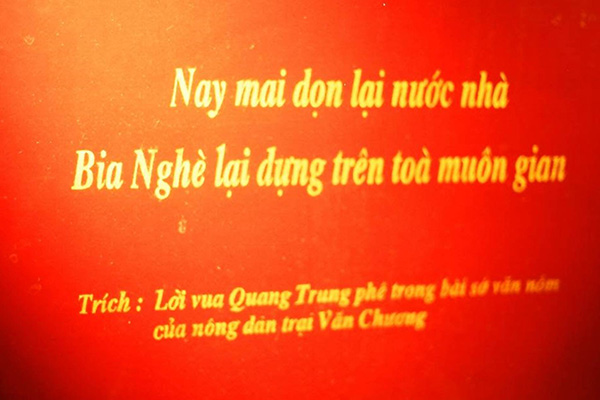 Nay mai dọn lại nước nhà
Bia Nghè lại dựng trên toà muôn gian
Trích : Lời vua Quang Trung phê trong bài sớ văn nôm
của nông dân trại Văn Chương